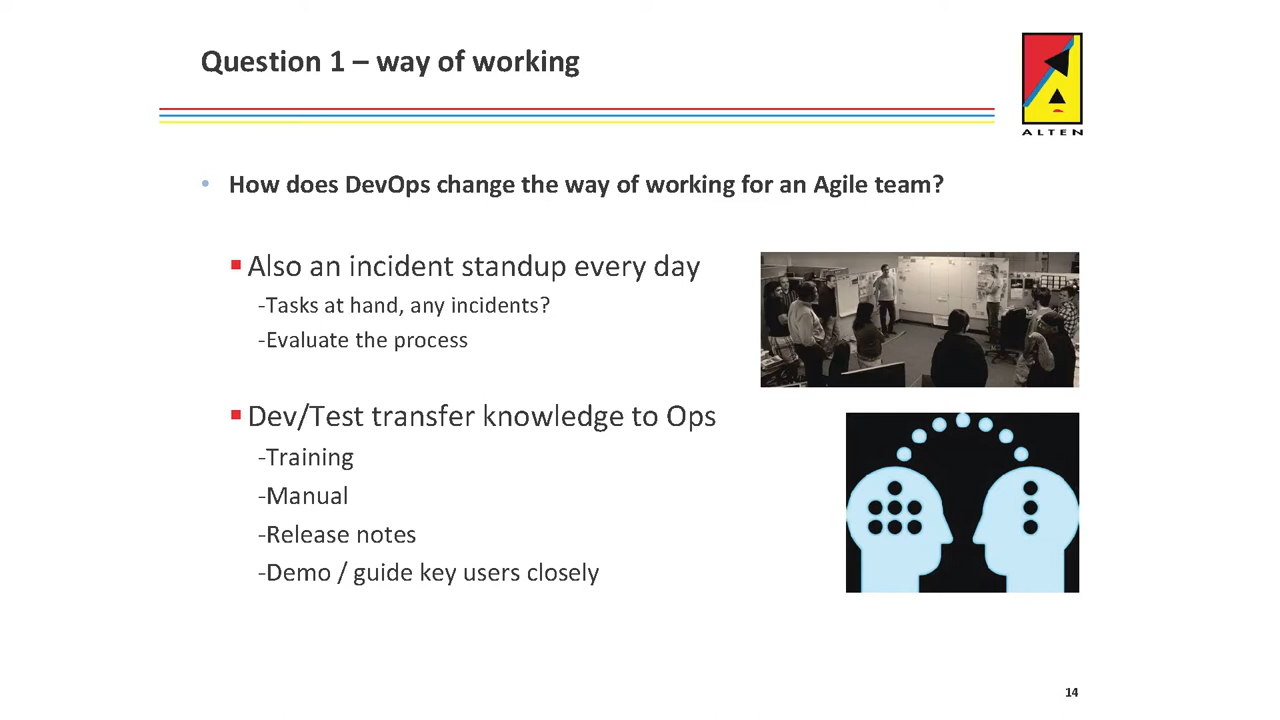 Question 1 – way of working
ALTEN
• How does DevOps change the way of working for an Agile team?
▪ Also an incident standup every day
-Tasks at hand, any incidents?
-Evaluate the process
▪ Dev/Test transfer knowledge to Ops
-Training
-Manual
-Release notes
-Demo / guide key users closely
14